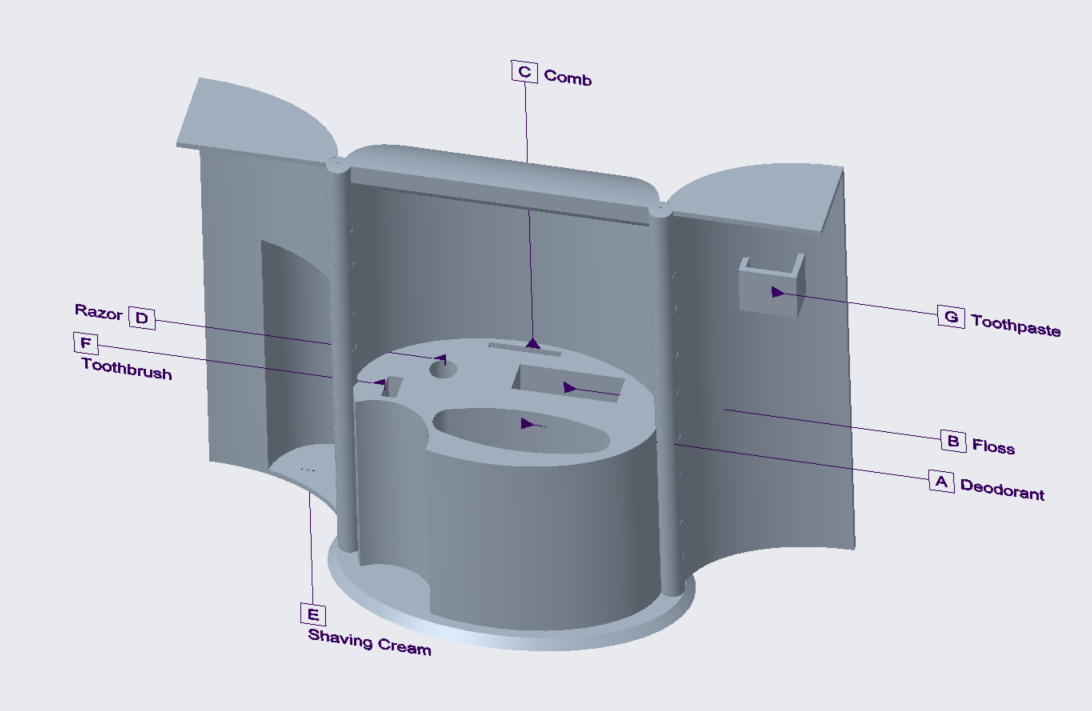 C Comb
Razor D
F
Toothbrush
G Toothpaste
B Floss
A Deodorant
E
Shaving Cream